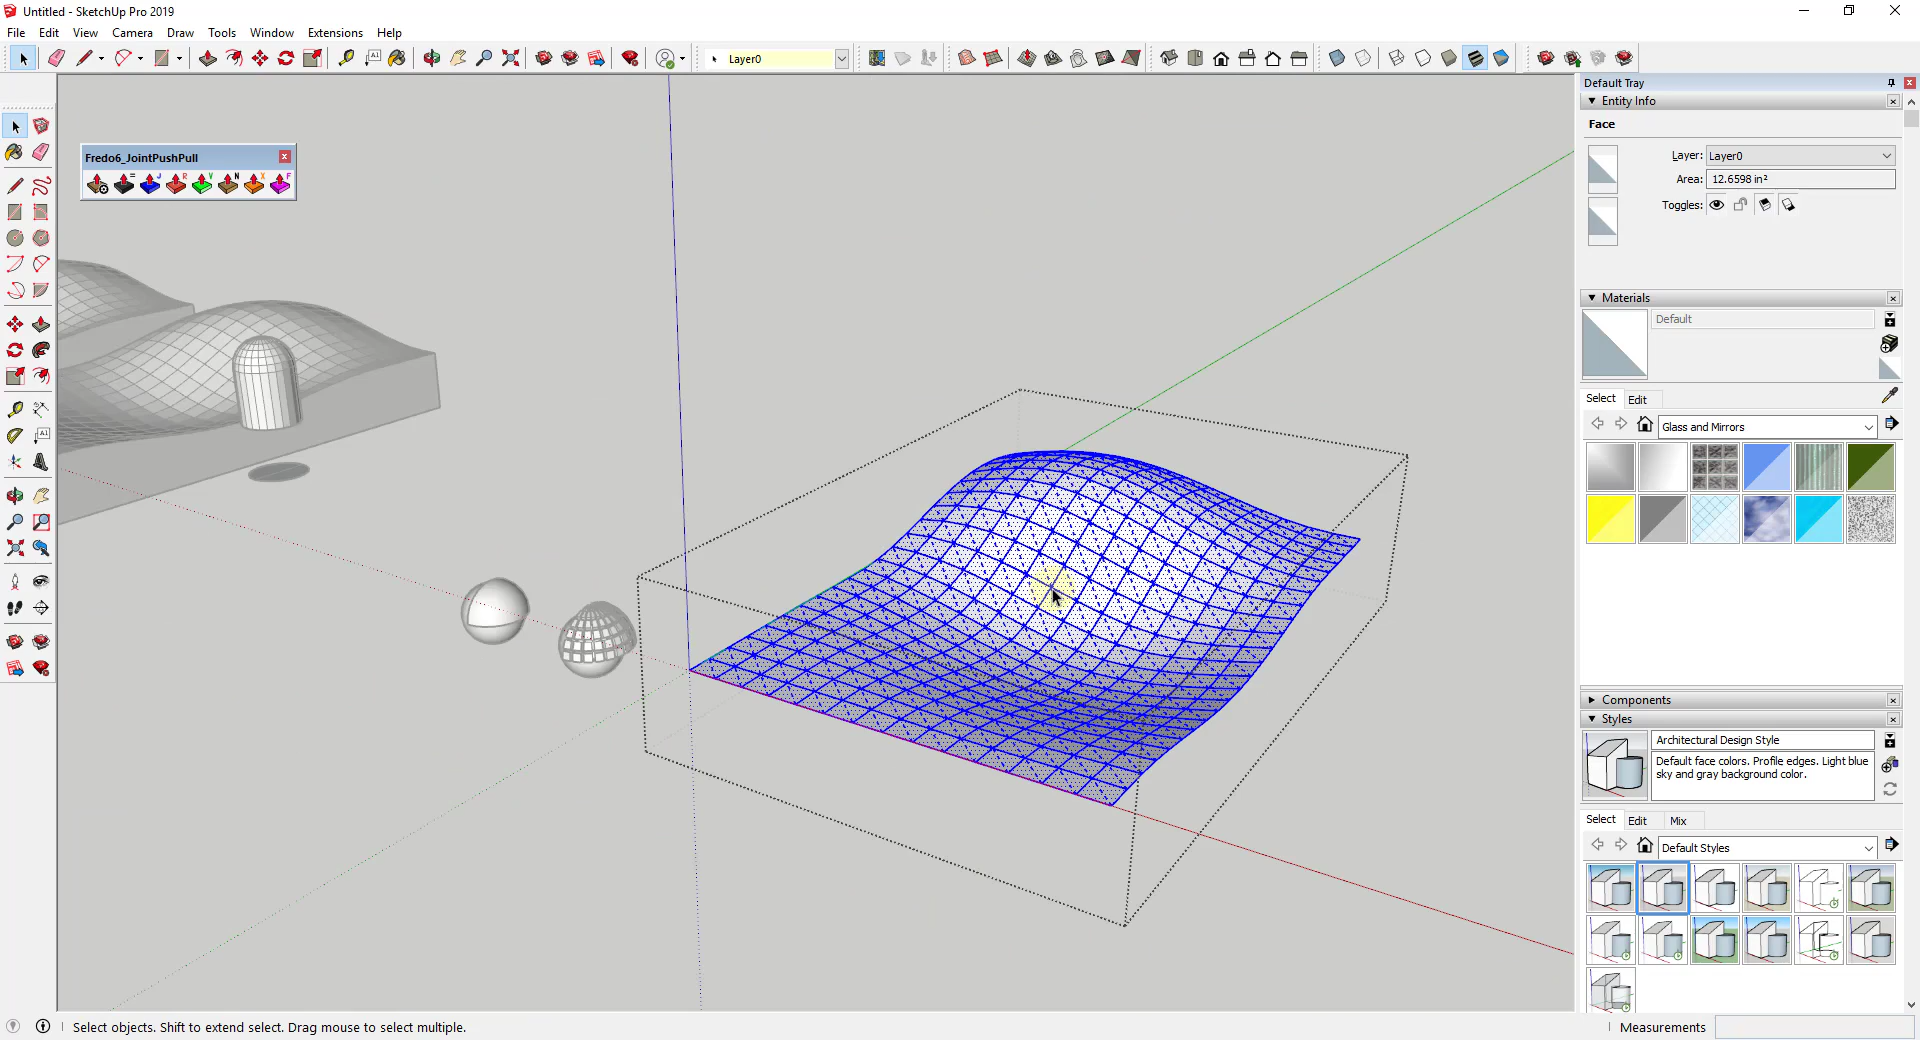 Untitled - SketchUp Pro 2019
File Edit View Camera Draw Tools Window Extensions Help
Layer0
Default Tray
Entity Info
Face
Layer: Layer0
Area: 12.6598 in²
Toggles:
Fredo6_JointPushPull
= J R V N X F
Materials
Default
Select Edit
Glass and Mirrors
Components
Styles
Architectural Design Style
Default face colors. Profile edges. Light blue
sky and gray background color.
Select Edit Mix
Default Styles
Select objects. Shift to extend select. Drag mouse to select multiple.
Measurements